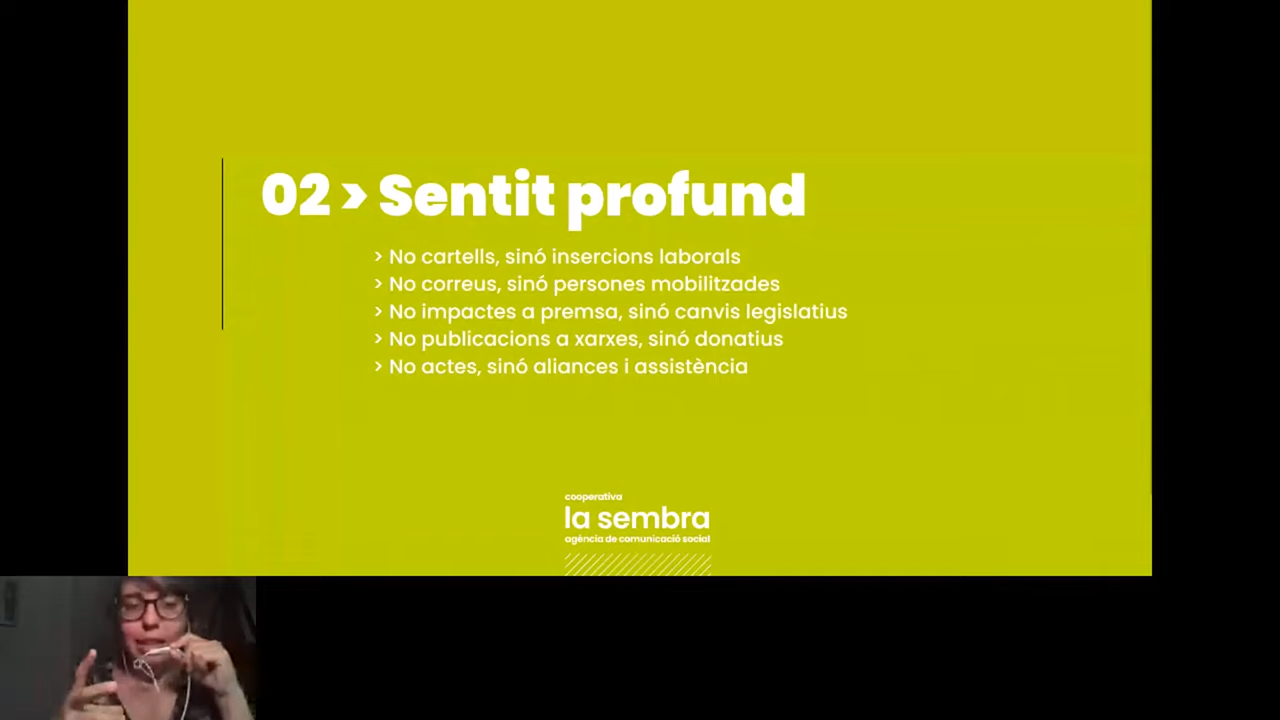 02 > Sentit profund
> No cartells, sinó insercions laborals
> No correus, sinó persones mobilitzades
> No impactes a premsa, sinó canvis legislatius
> No publicacions a xarxes, sinó donatius
> No actes, sinó aliances i assistència
cooperativa
la sembra
agència de comunicació social